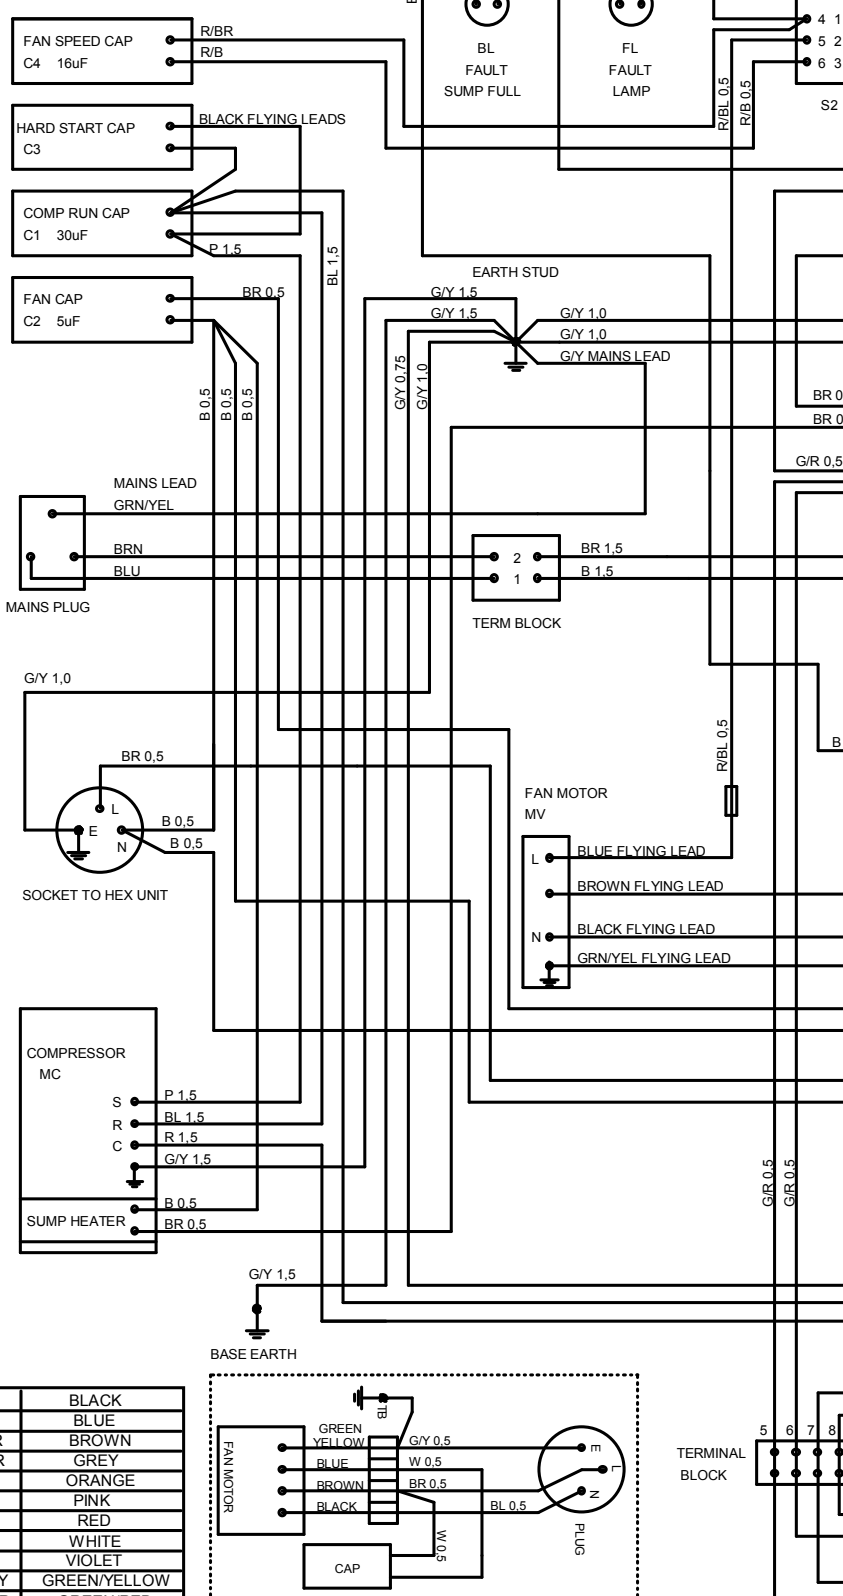 R/BR
FAN SPEED CAP
C4 16uF
R/B
BL
FAULT
SUMP FULL
FL
FAULT
LAMP
4 1
5 2
6 3
S2
R/BL 0,5
R/B 0,5
HARD START CAP
C3
BLACK FLYING LEADS
COMP RUN CAP
C1 30uF
P 1,5
BL 1,5
EARTH STUD
FAN CAP
C2 5uF
BR 0,5
G/Y 1,5
G/Y 1,5
G/Y 1,0
G/Y 1,0
G/Y MAINS LEAD
G/Y 0,75
G/Y 1,0
B 0,5
B 0,5
B 0,5
BR 0
BR 0
G/R 0,5
MAINS LEAD
GRN/YEL
BRN
BLU
MAINS PLUG
2
1
BR 1,5
B 1,5
TERM BLOCK
G/Y 1,0
R/BL 0,5
B
BR 0,5
L
E
N
B 0,5
B 0,5
SOCKET TO HEX UNIT
FAN MOTOR
MV
L
BLUE FLYING LEAD
BROWN FLYING LEAD
N
BLACK FLYING LEAD
GRN/YEL FLYING LEAD
COMPRESSOR
MC
S
P 1,5
R
BL 1,5
C
R 1,5
G/Y 1,5
SUMP HEATER
B 0,5
BR 0,5
G/R 0,5
G/R 0,5
G/Y 1,5
BASE EARTH
BLACK
BLUE
R BROWN
R GREY
ORANGE
PINK
RED
WHITE
VIOLET
Y GREEN/YELLOW
TB
FAN MOTOR
GREEN
YELLOW
BLUE
BROWN
BLACK
G/Y 0,5
W 0,5
BR 0,5
BL 0,5
W 0,5
E
L
N
PLUG
CAP
5 6 7 8
TERMINAL
BLOCK